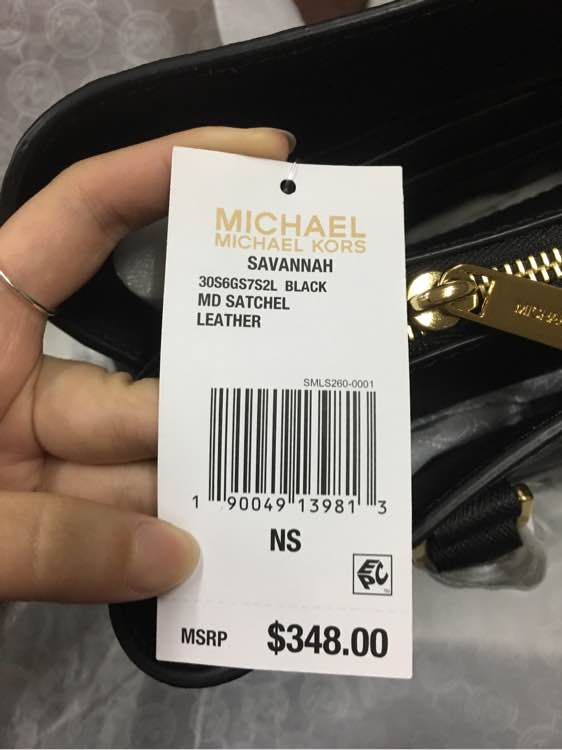 MICHAEL
MICHAEL KORS
SAVANNAH
30S6GS7S2L BLACK
MD SATCHEL
LEATHER
SMLS260-0001
1 90049 13981 3
NS
EPC
MSRP $348.00